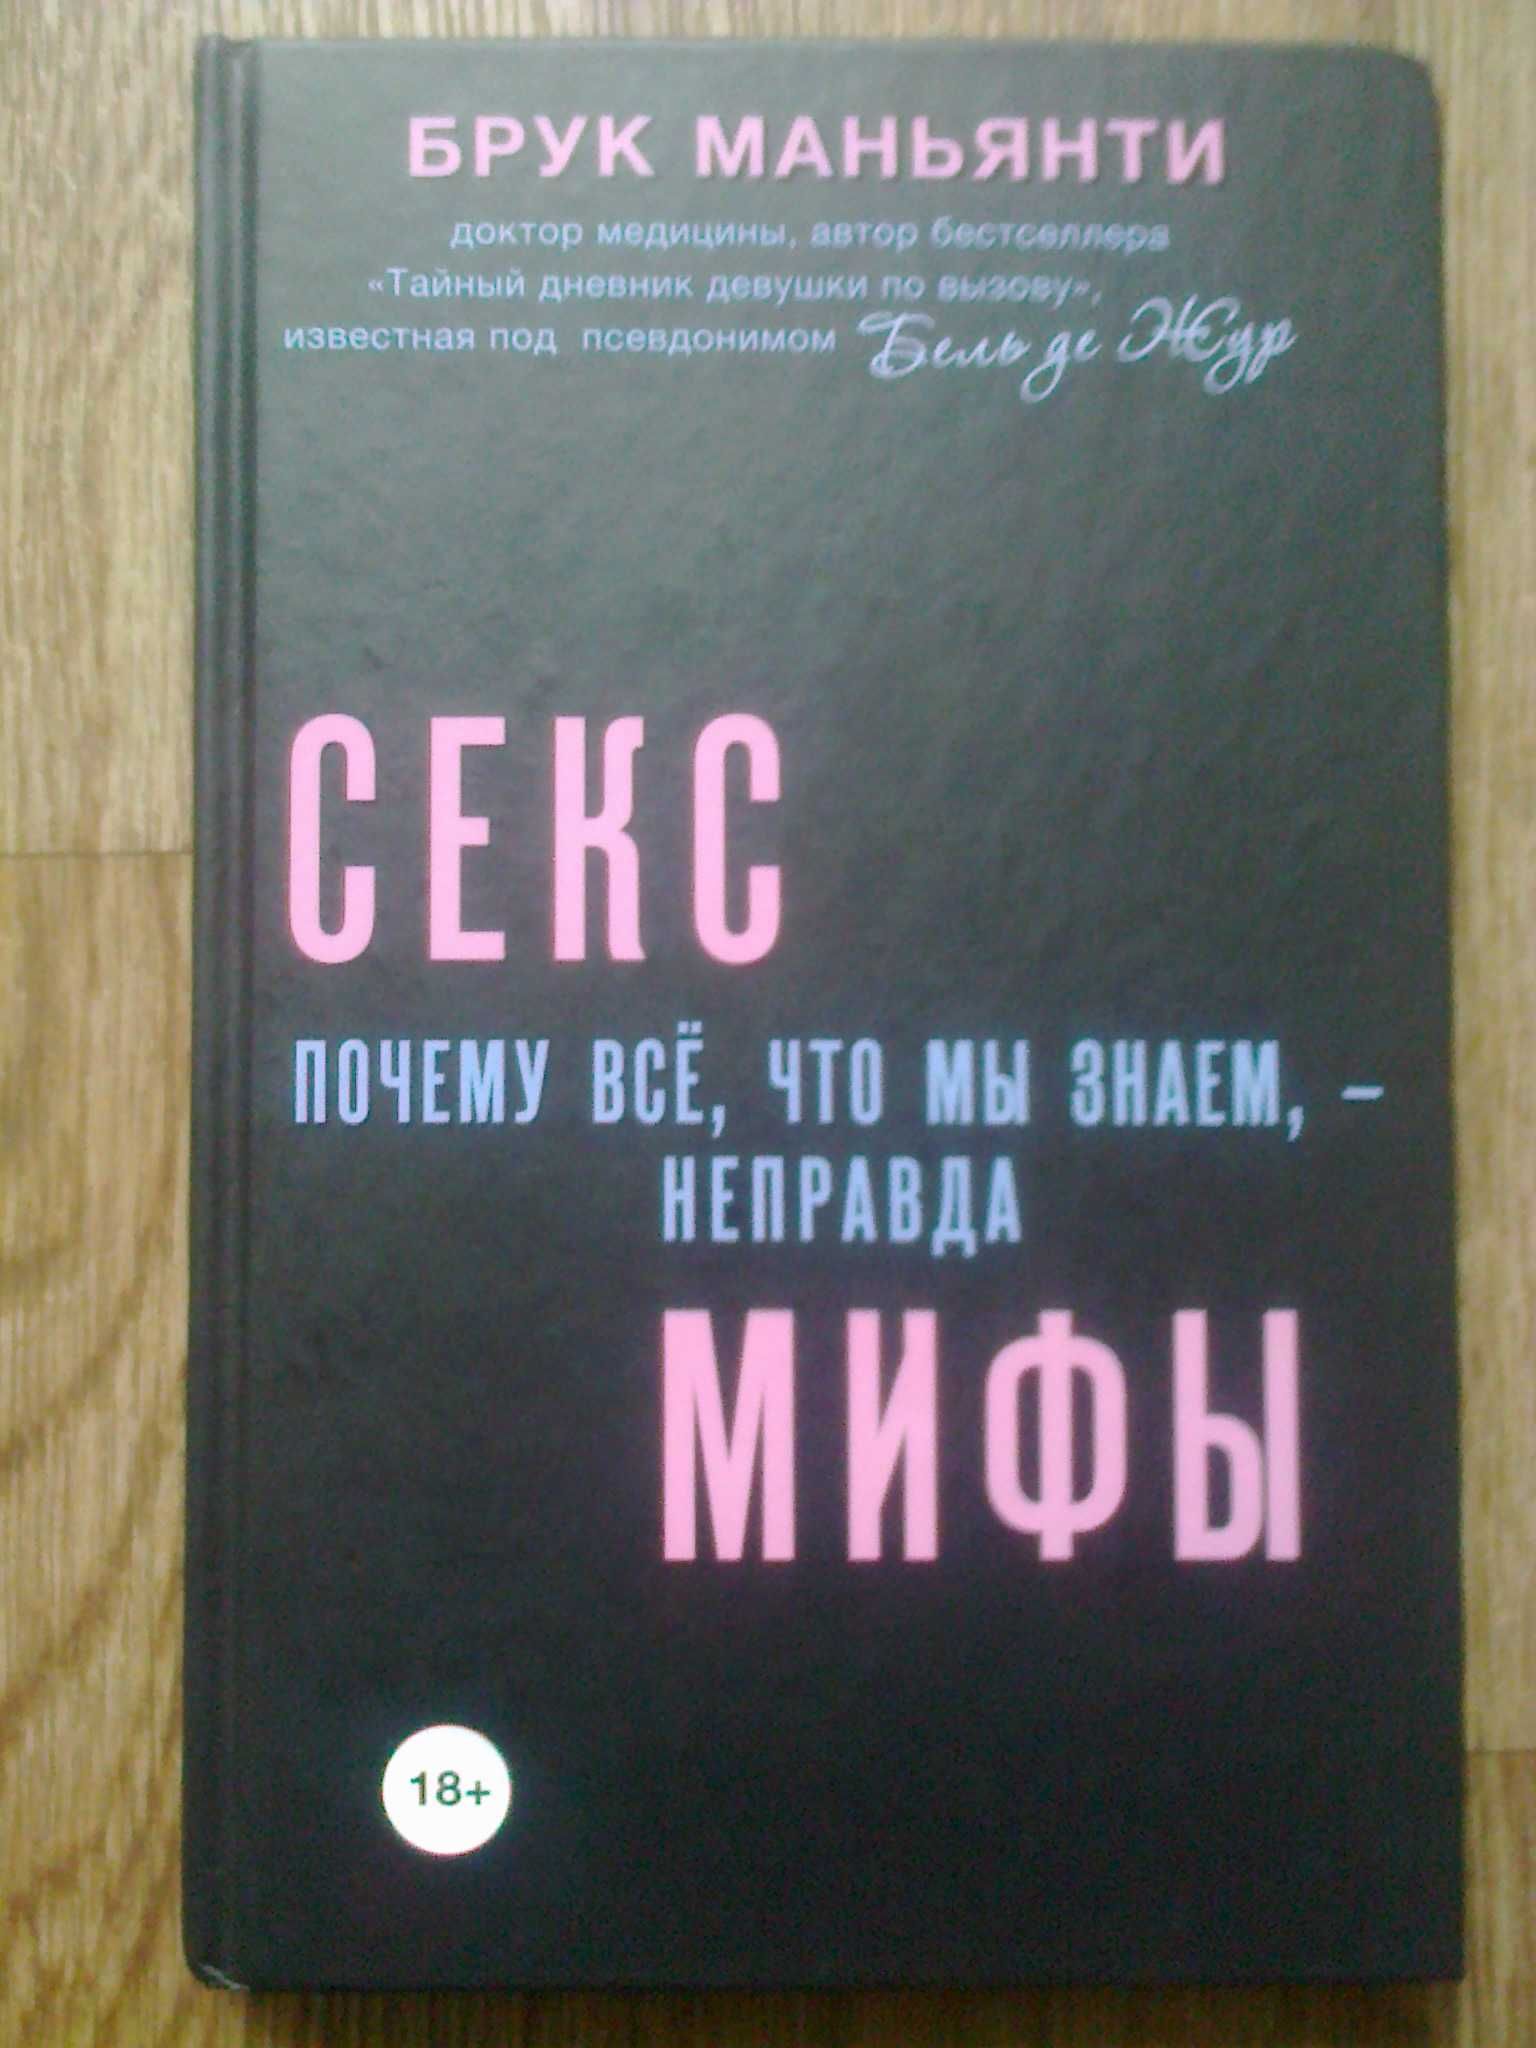 БРУК МАНЬЯНТИ
доктор медицины, автор бестселлера
«Тайный дневник девушки по вызову»,
известная под псевдонимом Бель де Жур
СЕКС
ПОЧЕМУ ВСЁ, ЧТО МЫ ЗНАЕМ, –
НЕПРАВДА
МИФЫ
18+